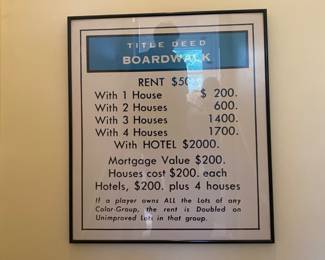 TITLE DEED
BOARDWALK
RENT $50.
With 1 House $ 200.
With 2 Houses 600.
With 3 Houses 1400.
With 4 Houses 1700.
With HOTEL $2000.
Mortgage Value $200.
Houses cost $200. each
Hotels, $200. plus 4 houses
If a player owns ALL the Lots of any
Color-Group, the rent is Doubled on
Unimproved Lots in that group.